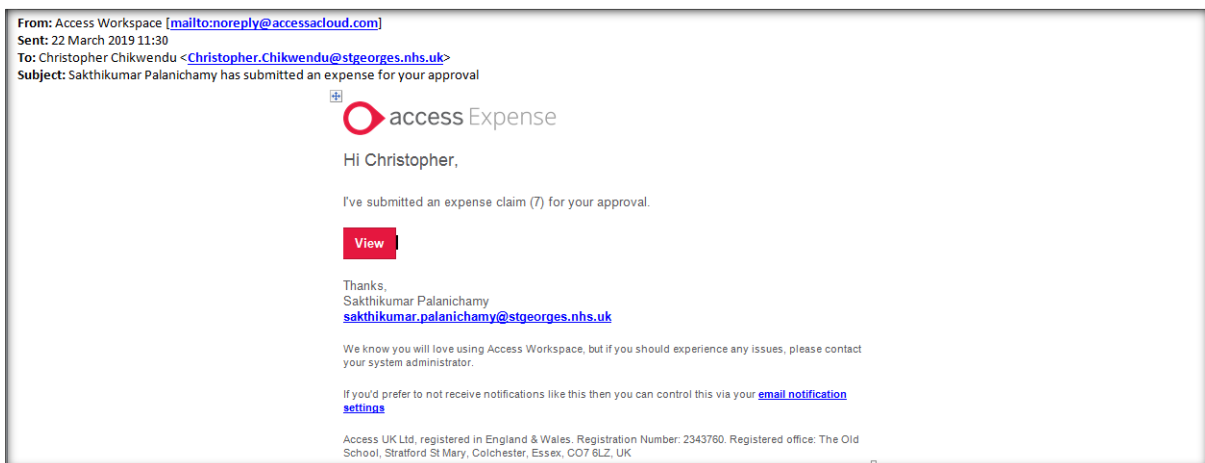 From: Access Workspace [mailto:noreply@accessacloud.com]
Sent: 22 March 2019 11:30
To: Christopher Chikwendu <Christopher.Chikwendu@stgeorges.nhs.uk>
Subject: Sakthikumar Palanichamy has submitted an expense for your approval
access Expense
Hi Christopher,
I've submitted an expense claim (7) for your approval.
View
Thanks,
Sakthikumar Palanichamy
sakthikumar.palanichamy@stgeorges.nhs.uk
We know you will love using Access Workspace, but if you should experience any issues, please contact
your system administrator.
If you'd prefer to not receive notifications like this then you can control this via your email notification
settings
Access UK Ltd, registered in England & Wales. Registration Number: 2343760. Registered office: The Old
School, Stratford St Mary, Colchester, Essex, CO7 6LZ, UK